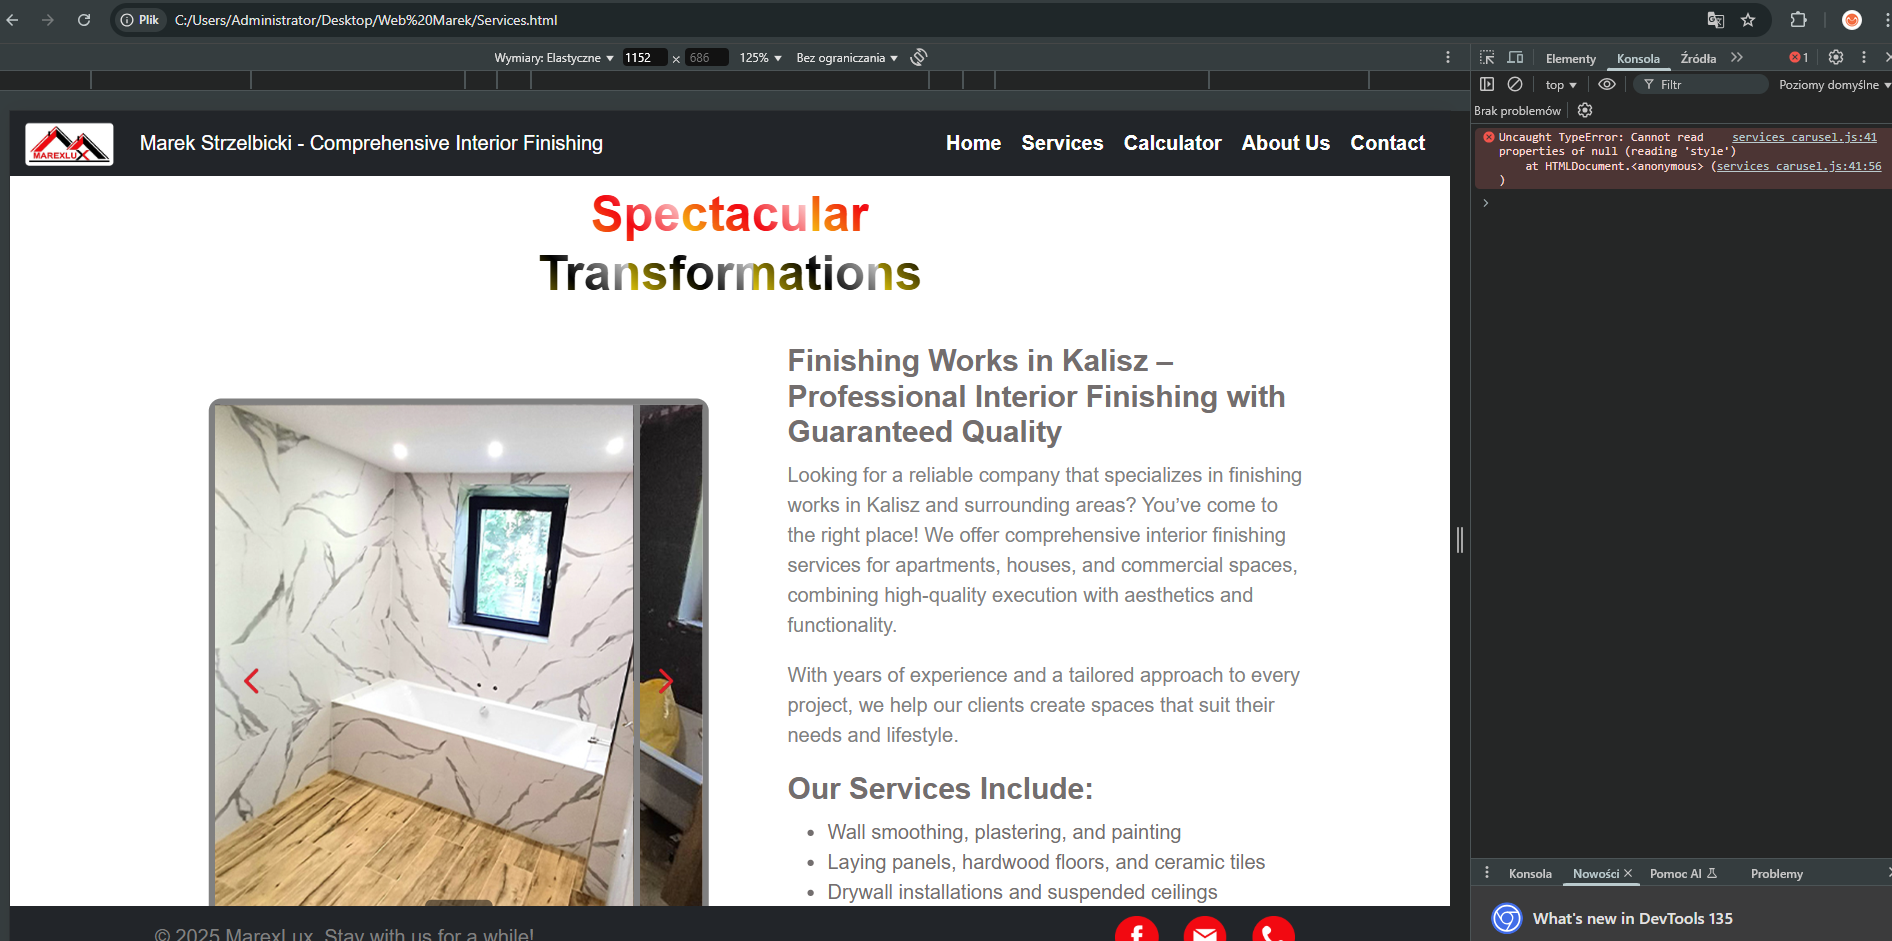 Plik
C:/Users/Administrator/Desktop/Web%20Marek/Services.html
Wymiary: Elastyczne
1152
×
686
125%
Bez ograniczania
Elementy
Konsola
Źródła
1
top
Filtr
Poziomy domyślne
Brak problemów
Uncaught TypeError: Cannot read services carusel.js:41
properties of null (reading 'style')
at HTMLDocument.<anonymous> (services carusel.js:41:56
)
MAREXLUX
Marek Strzelbicki - Comprehensive Interior Finishing
Home
Services
Calculator
About Us
Contact
Spectacular
Transformations
Finishing Works in Kalisz –
Professional Interior Finishing with
Guaranteed Quality
Looking for a reliable company that specializes in finishing
works in Kalisz and surrounding areas? You’ve come to
the right place! We offer comprehensive interior finishing
services for apartments, houses, and commercial spaces,
combining high-quality execution with aesthetics and
functionality.
With years of experience and a tailored approach to every
project, we help our clients create spaces that suit their
needs and lifestyle.
Our Services Include:
• Wall smoothing, plastering, and painting
• Laying panels, hardwood floors, and ceramic tiles
• Drywall installations and suspended ceilings
© 2025 MarexLux. Stay with us for a while!
Konsola
Nowości
Pomoc AI
Problemy
What's new in DevTools 135